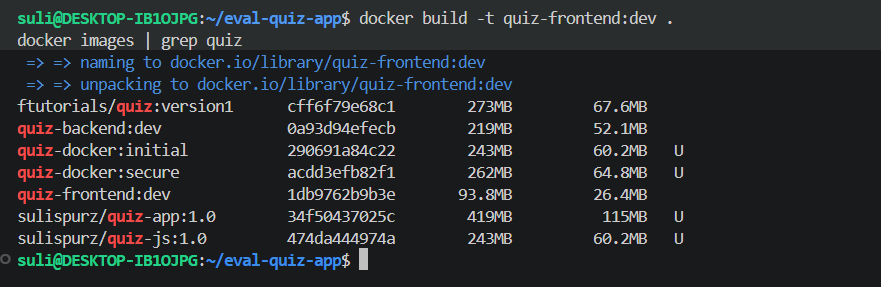 suli@DESKTOP-IB1OJPG:~/eval-quiz-app$ docker build -t quiz-frontend:dev .
docker images | grep quiz
=> => naming to docker.io/library/quiz-frontend:dev
=> => unpacking to docker.io/library/quiz-frontend:dev
ftutorials/quiz:version1 cff6f79e68c1 273MB 67.6MB
quiz-backend:dev 0a93d94efecb 219MB 52.1MB
quiz-docker:initial 290691a84c22 243MB 60.2MB U
quiz-docker:secure acdd3efb82f1 262MB 64.8MB U
quiz-frontend:dev 1db9762b9b3e 93.8MB 26.4MB
sulispurz/quiz-app:1.0 34f50437025c 419MB 115MB U
sulispurz/quiz-js:1.0 474da444974a 243MB 60.2MB U
suli@DESKTOP-IB1OJPG:~/eval-quiz-app$